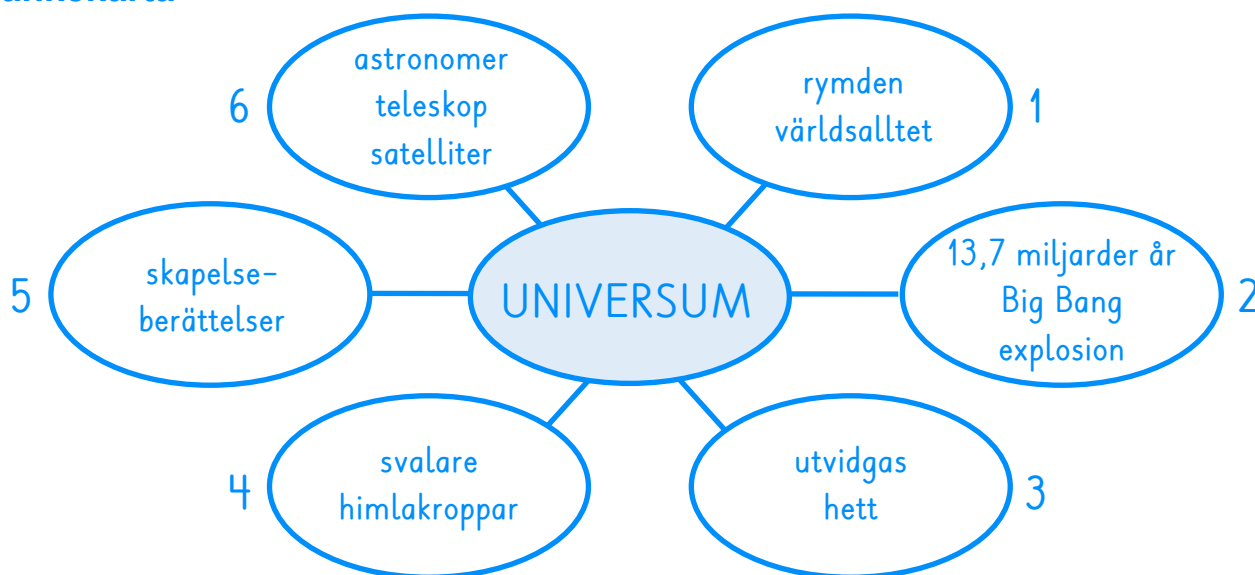 1
rymden
världsalltet
2
13,7 miljarder år
Big Bang
explosion
3
utvidgas
hett
4
svalare
himlakroppar
5
skapelse-
berättelser
6
astronomer
teleskop
satelliter
UNIVERSUM